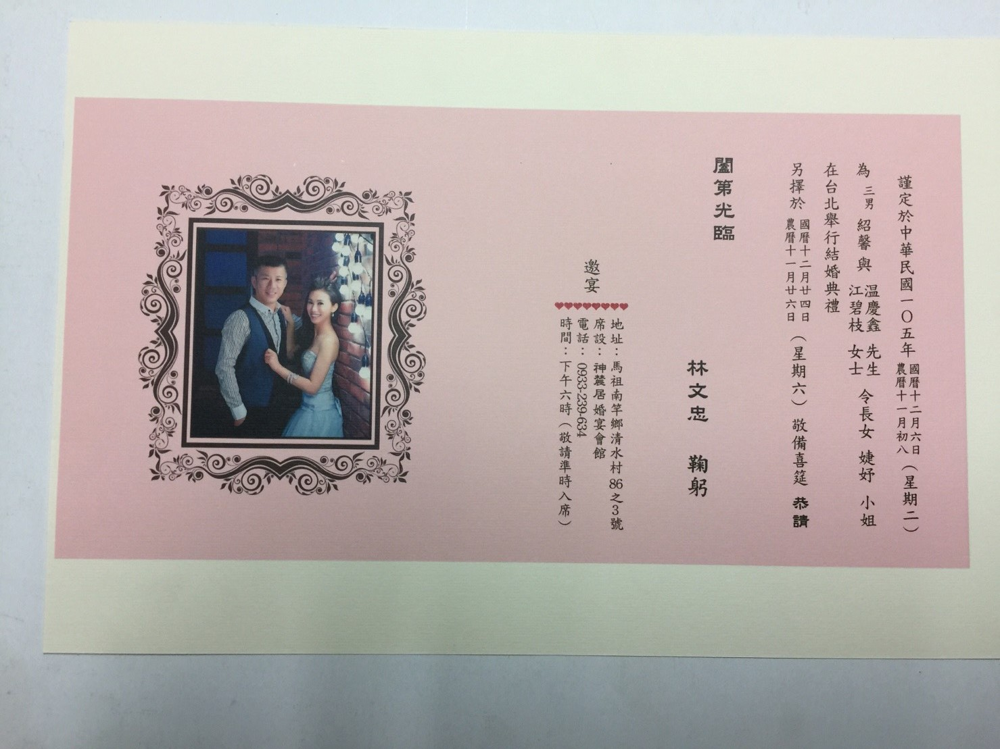 謹定於中華民國一〇五年 國曆十二月六日 農曆十一月初八 (星期二)
為 三男 紹馨 與 温慶鑫 先生 江碧枝 女士 令長女 婕妤 小姐
在台北舉行結婚典禮
另擇於 國曆十二月廿四日 農曆十一月廿六日 (星期六) 敬備喜筵 恭請
闔第光臨
林文忠 鞠躬
邀宴
地址：馬祖南竿鄉清水村86之3號
席設：神麓居婚宴會館
電話：0933-239-634
時間：下午六時(敬請準時入席)